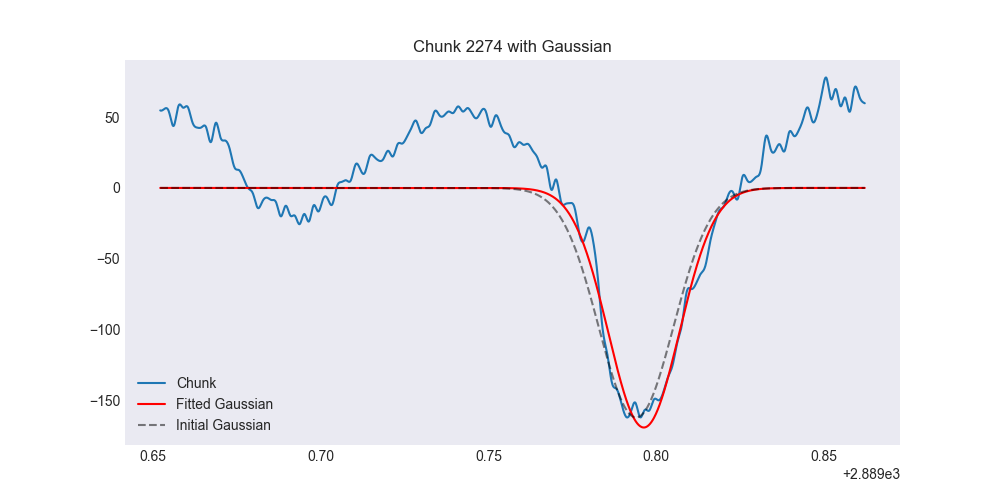 Chunk 2274 with Gaussian
50
0
−50
−100
−150
Chunk
Fitted Gaussian
Initial Gaussian
0.65 0.70 0.75 0.80 0.85
+2.889e3